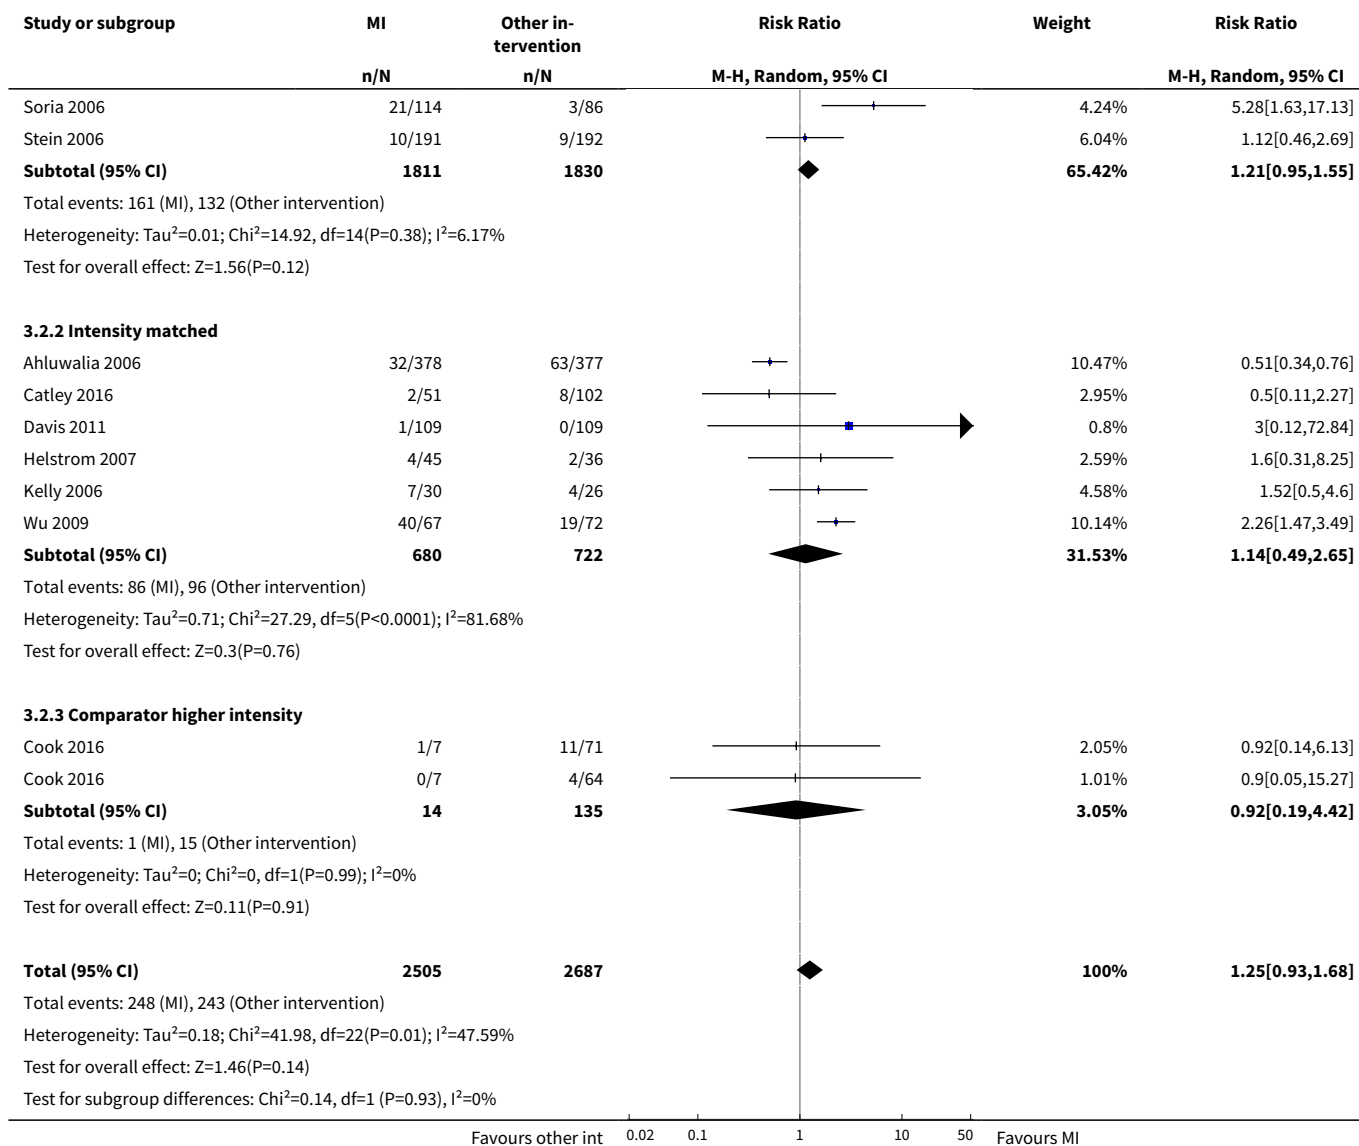 Study or subgroup MI Other in- Risk Ratio Weight Risk Ratio
tervention
n/N n/N M-H, Random, 95% CI M-H, Random, 95% CI
Soria 2006 21/114 3/86 4.24% 5.28[1.63,17.13]
Stein 2006 10/191 9/192 6.04% 1.12[0.46,2.69]
Subtotal (95% CI) 1811 1830 65.42% 1.21[0.95,1.55]
Total events: 161 (MI), 132 (Other intervention)
Heterogeneity: Tau²=0.01; Chi²=14.92, df=14(P=0.38); I²=6.17%
Test for overall effect: Z=1.56(P=0.12)
3.2.2 Intensity matched
Ahluwalia 2006 32/378 63/377 10.47% 0.51[0.34,0.76]
Catley 2016 2/51 8/102 2.95% 0.5[0.11,2.27]
Davis 2011 1/109 0/109 0.8% 3[0.12,72.84]
Helstrom 2007 4/45 2/36 2.59% 1.6[0.31,8.25]
Kelly 2006 7/30 4/26 4.58% 1.52[0.5,4.6]
Wu 2009 40/67 19/72 10.14% 2.26[1.47,3.49]
Subtotal (95% CI) 680 722 31.53% 1.14[0.49,2.65]
Total events: 86 (MI), 96 (Other intervention)
Heterogeneity: Tau²=0.71; Chi²=27.29, df=5(P<0.0001); I²=81.68%
Test for overall effect: Z=0.3(P=0.76)
3.2.3 Comparator higher intensity
Cook 2016 1/7 11/71 2.05% 0.92[0.14,6.13]
Cook 2016 0/7 4/64 1.01% 0.9[0.05,15.27]
Subtotal (95% CI) 14 135 3.05% 0.92[0.19,4.42]
Total events: 1 (MI), 15 (Other intervention)
Heterogeneity: Tau²=0; Chi²=0, df=1(P=0.99); I²=0%
Test for overall effect: Z=0.11(P=0.91)
Total (95% CI) 2505 2687 100% 1.25[0.93,1.68]
Total events: 248 (MI), 243 (Other intervention)
Heterogeneity: Tau²=0.18; Chi²=41.98, df=22(P=0.01); I²=47.59%
Test for overall effect: Z=1.46(P=0.14)
Test for subgroup differences: Chi²=0.14, df=1 (P=0.93), I²=0%
Favours other int 0.02 0.1 1 10 50 Favours MI